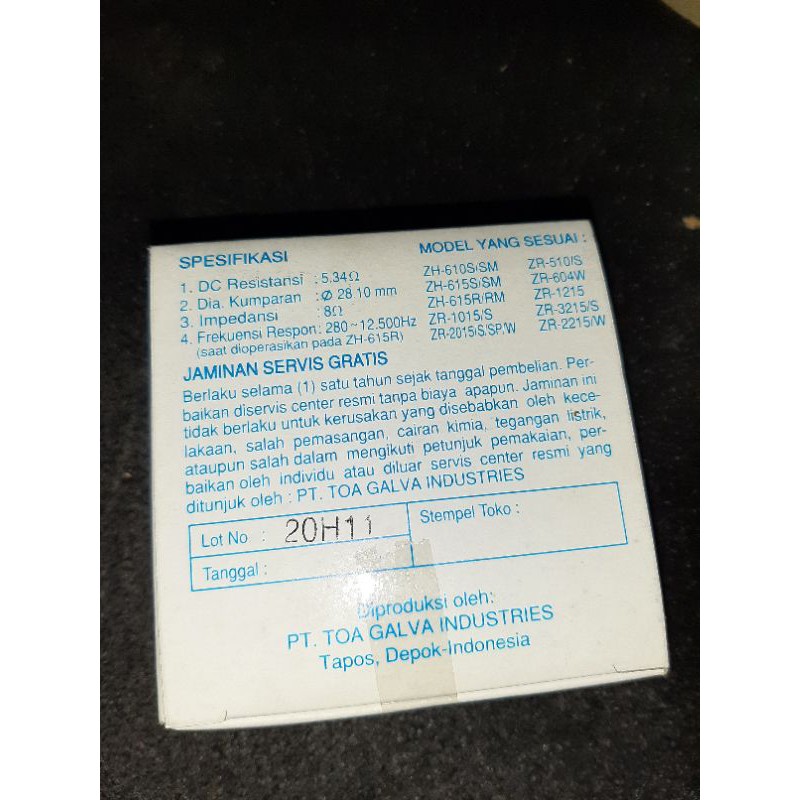 SPESIFIKASI
1. DC Resistansi : 5.34Ω
2. Dia. Kumparan : Ø 28.10 mm
3. Impedansi : 8Ω
4. Frekuensi Respon : 280~12.500Hz
(saat dioperasikan pada ZH-615R)
MODEL YANG SESUAI :
ZH-610S/SM ZR-510/S
ZH-615S/SM ZR-604W
ZH-615R/RM ZR-1215
ZR-1015/S ZR-3215/S
ZR-2015/S/SP/W ZR-2215/W
JAMINAN SERVIS GRATIS
Berlaku selama (1) satu tahun sejak tanggal pembelian. Per-
baikan diservis center resmi tanpa biaya apapun. Jaminan ini
tidak berlaku untuk kerusakan yang disebabkan oleh kece-
lakaan, salah pemasangan, cairan kimia, tegangan listrik,
ataupun salah dalam mengikuti petunjuk pemakaian, per-
baikan oleh individu atau diluar servis center resmi yang
ditunjuk oleh : PT. TOA GALVA INDUSTRIES
Lot No : 20H11
Stempel Toko :
Tanggal :
Diproduksi oleh:
PT. TOA GALVA INDUSTRIES
Tapos, Depok-Indonesia